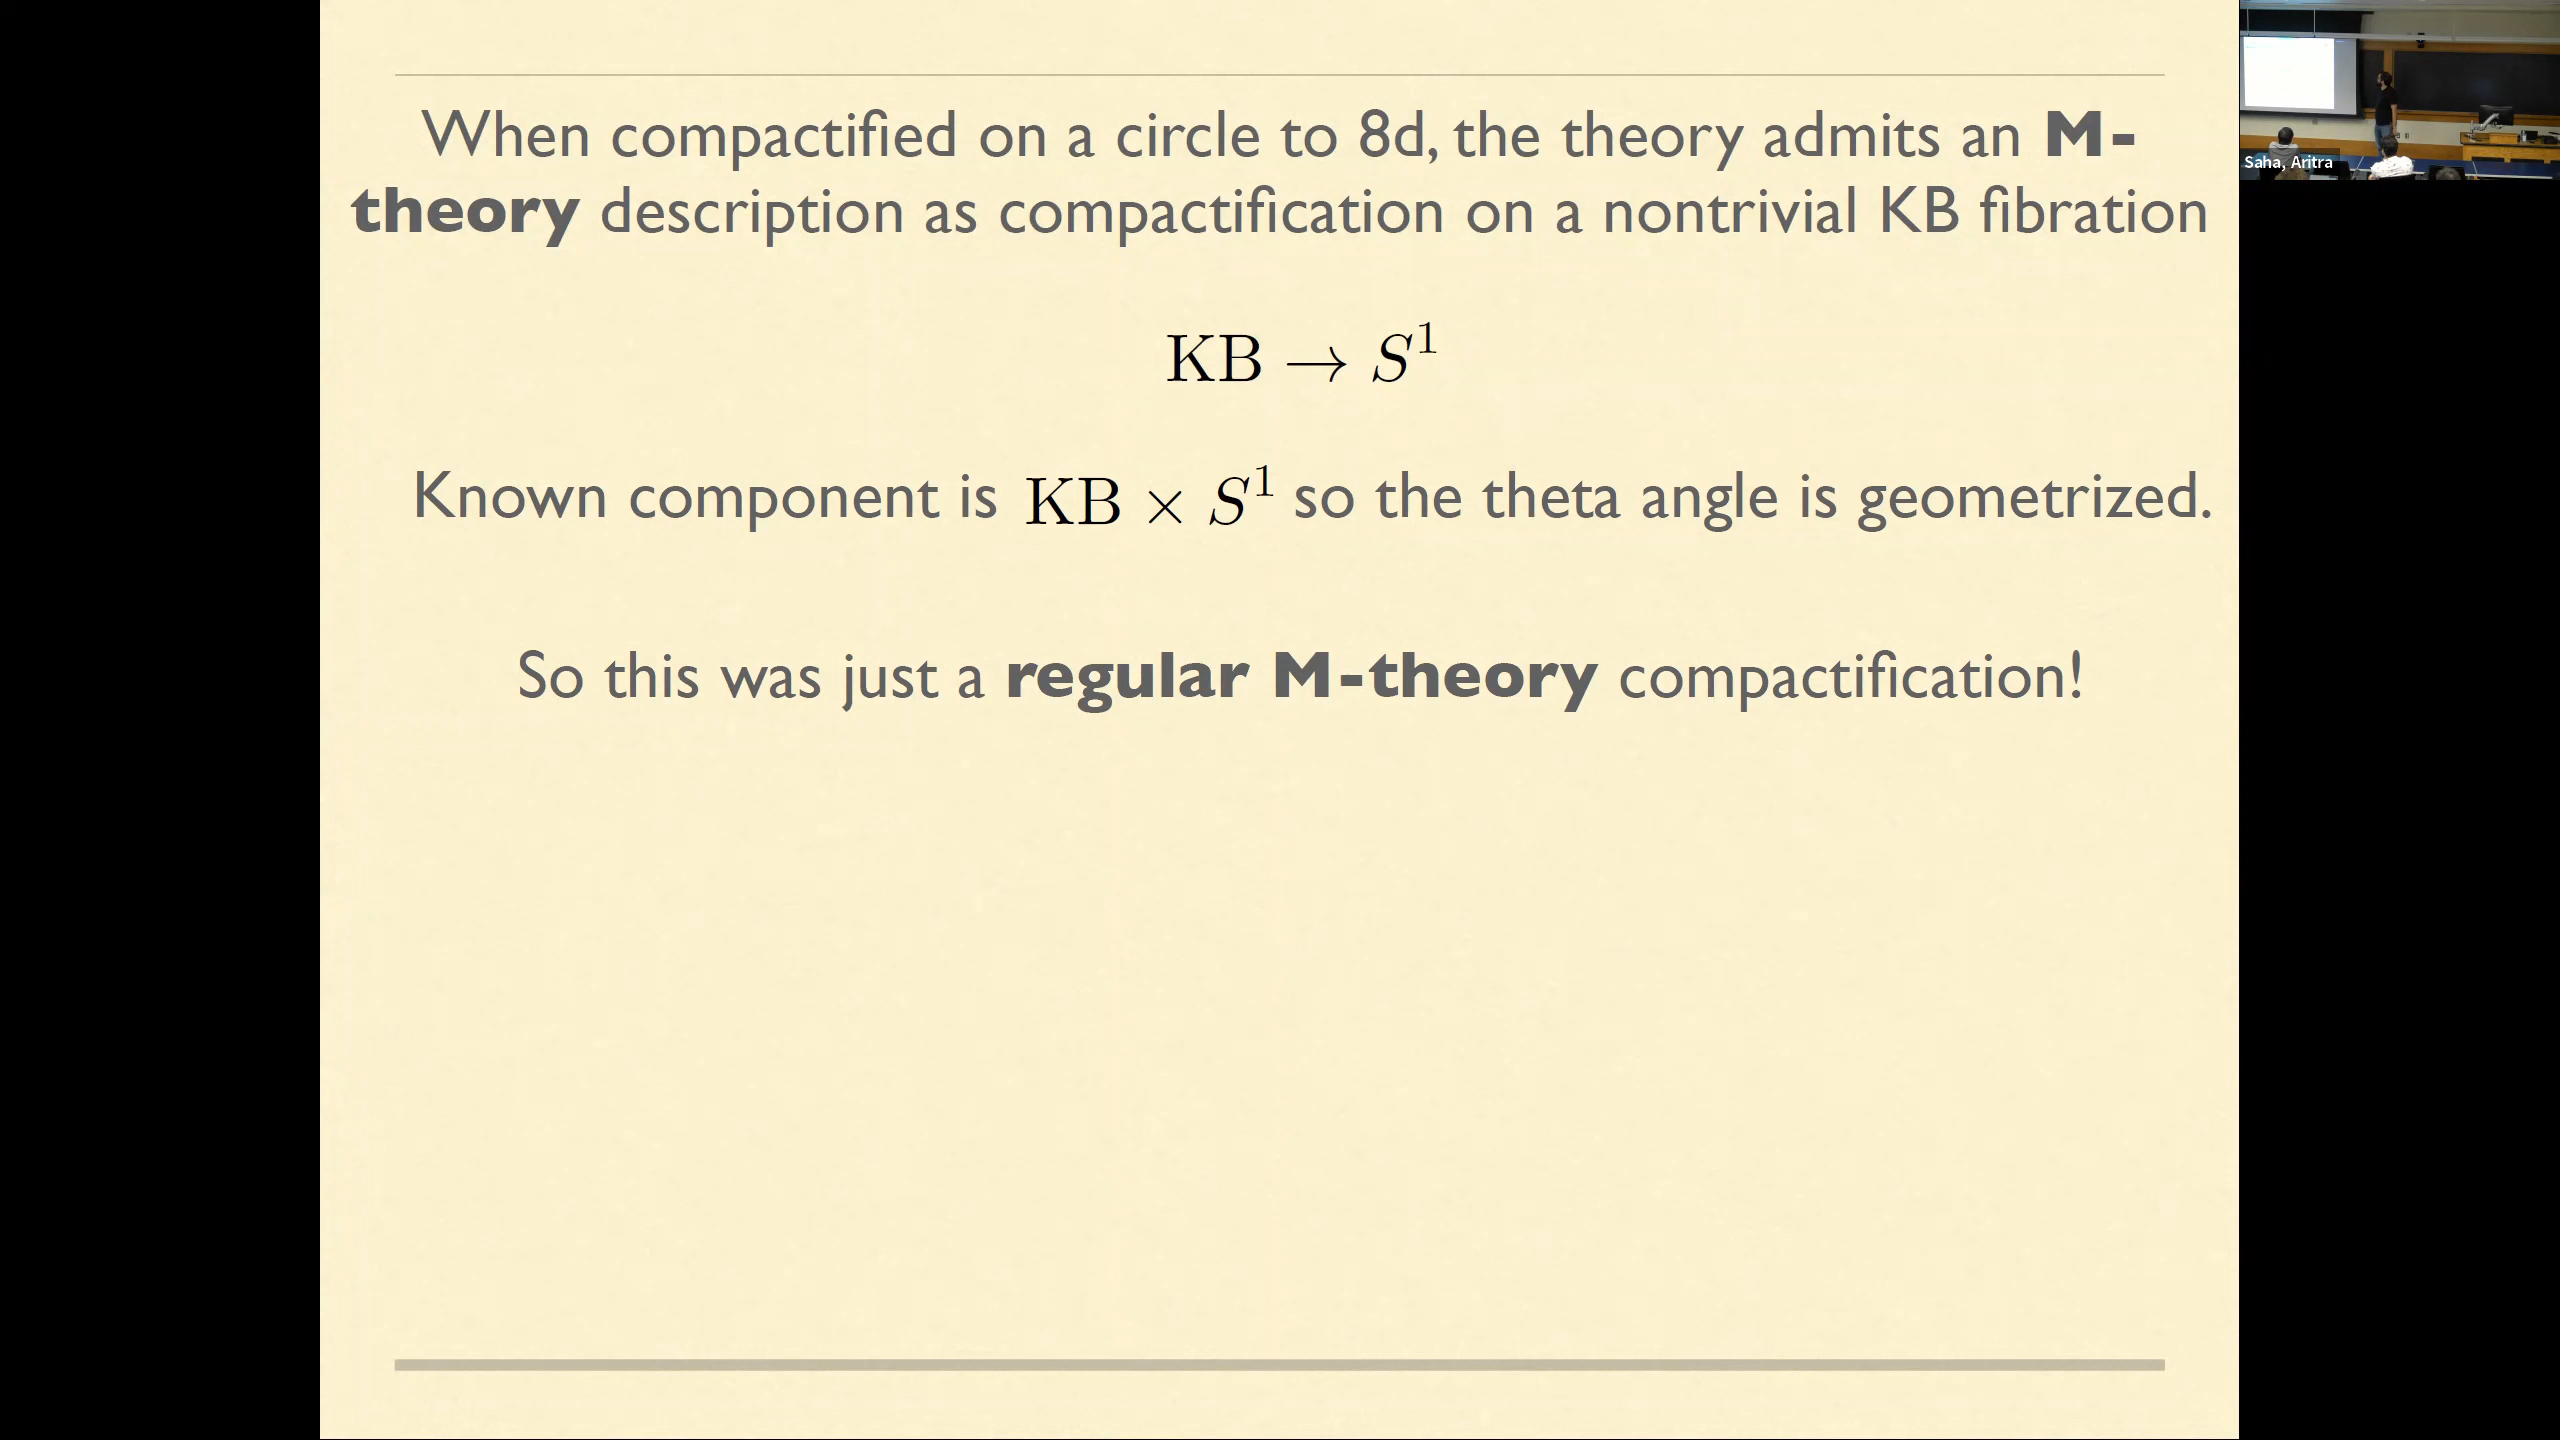 When compactified on a circle to 8d, the theory admits an M-
theory description as compactification on a nontrivial KB fibration
KB → S¹
Known component is KB × S¹ so the theta angle is geometrized.
So this was just a regular M-theory compactification!
Saha, Aritra